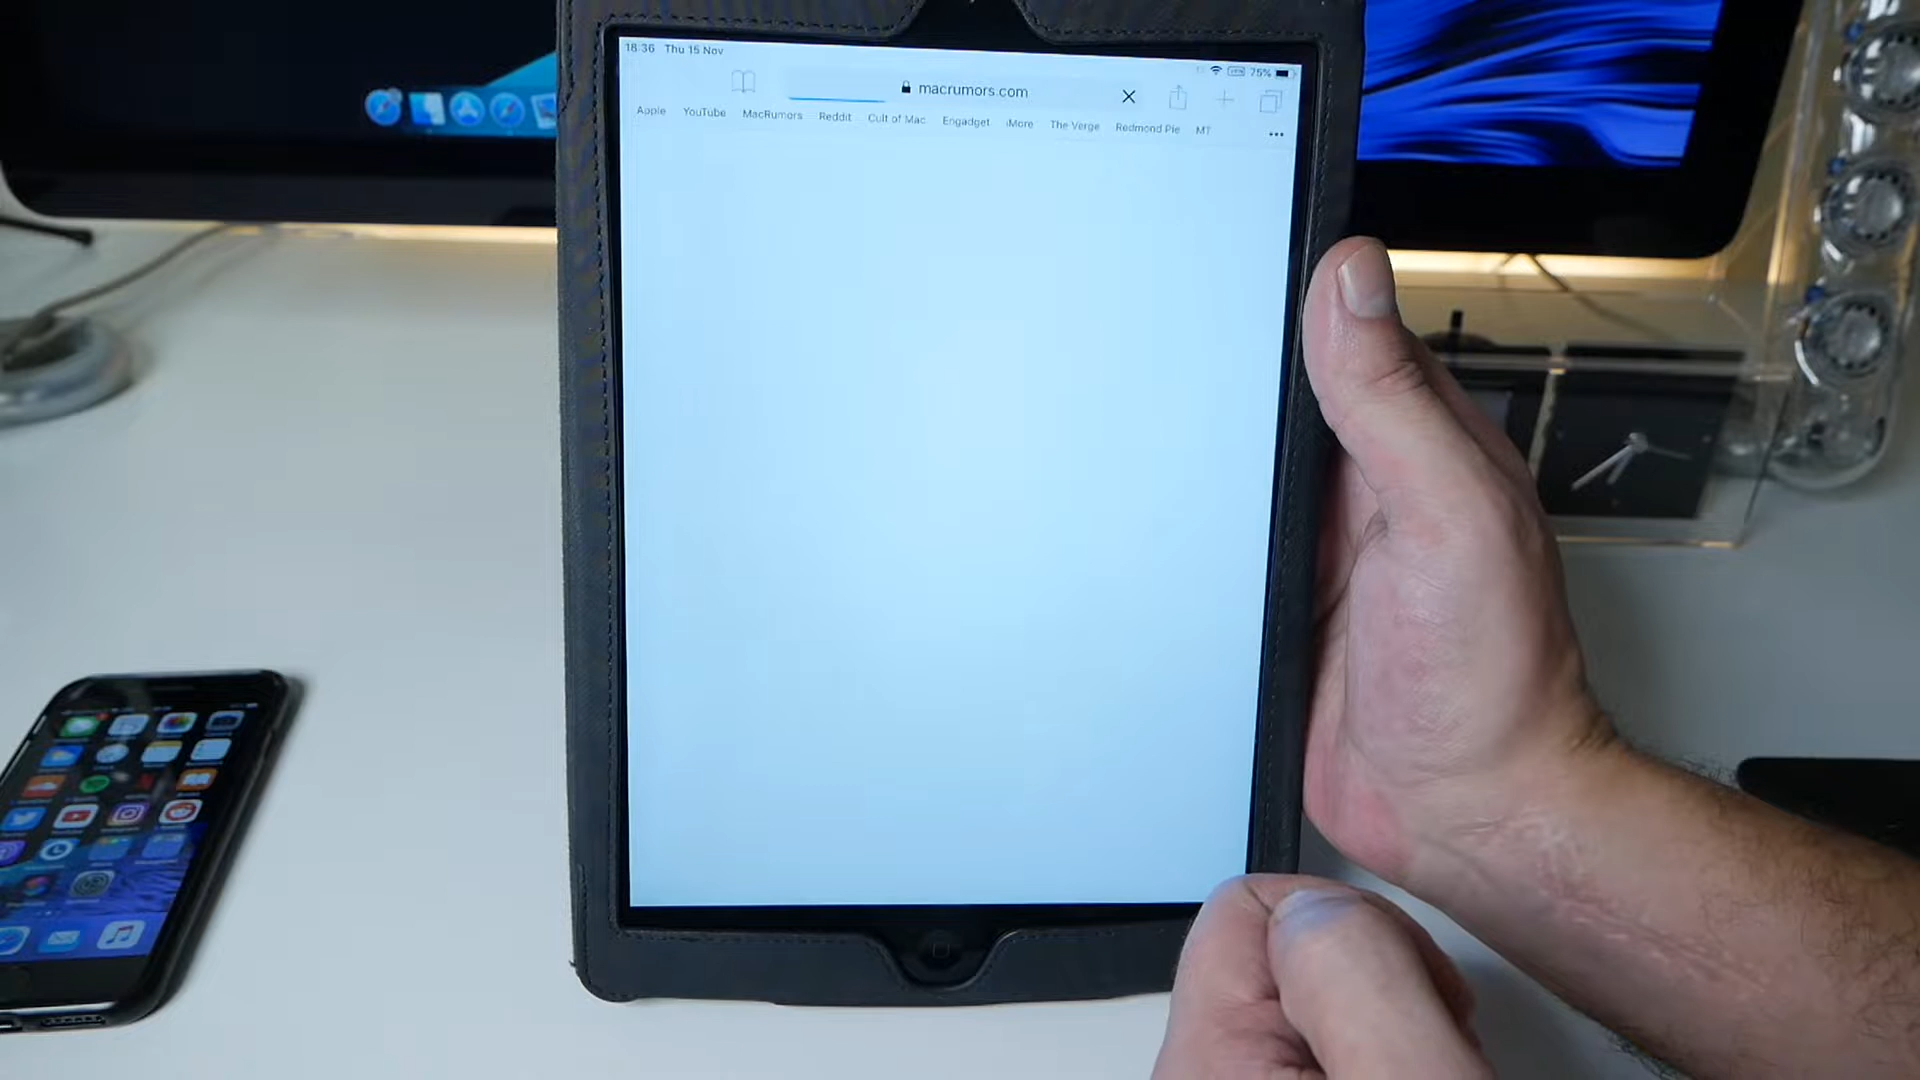 18:36 Thu 15 Nov
VPN 75%
macrumors.com
Apple YouTube MacRumors Reddit Cult of Mac Engadget iMore The Verge Redmond Pie MT